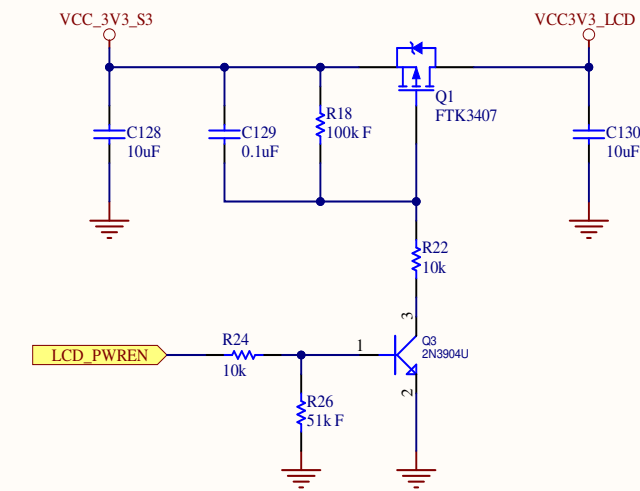 VCC_3V3_S3
VCC3V3_LCD
Q1
FTK3407
R18
100k F
C128
10uF
C129
0.1uF
C130
10uF
R22
10k
3
LCD_PWREN
R24
10k
1
Q3
2N3904U
2
R26
51k F